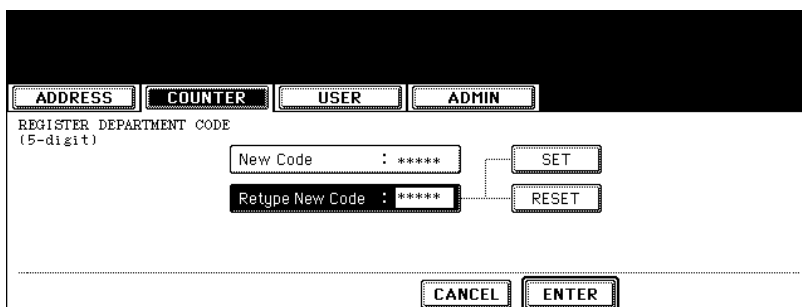 ADDRESS COUNTER USER ADMIN
REGISTER DEPARTMENT CODE
(5-digit)
New Code : ***** SET
Retype New Code : ***** RESET
CANCEL ENTER